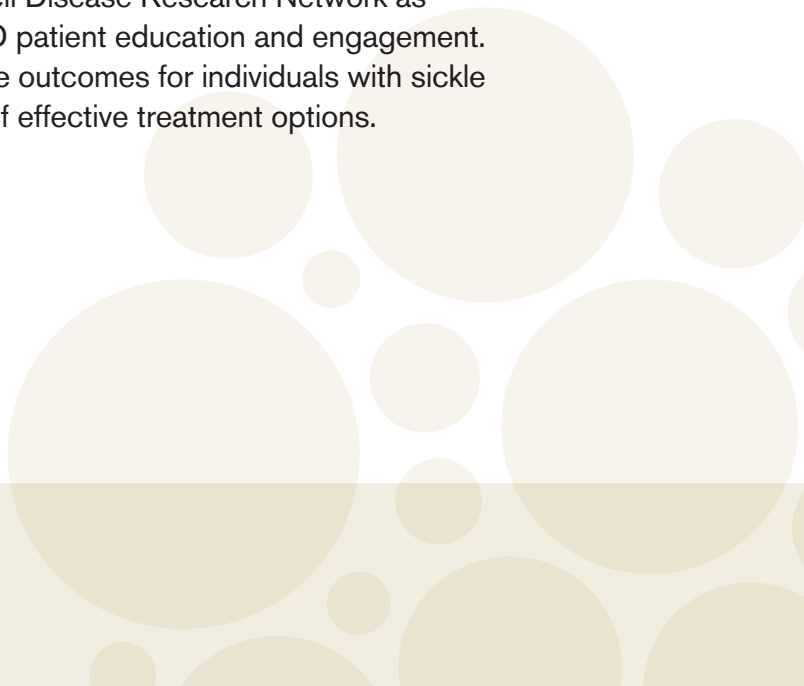 Disease Research Network as
patient education and engagement.
outcomes for individuals with sickle
effective treatment options.